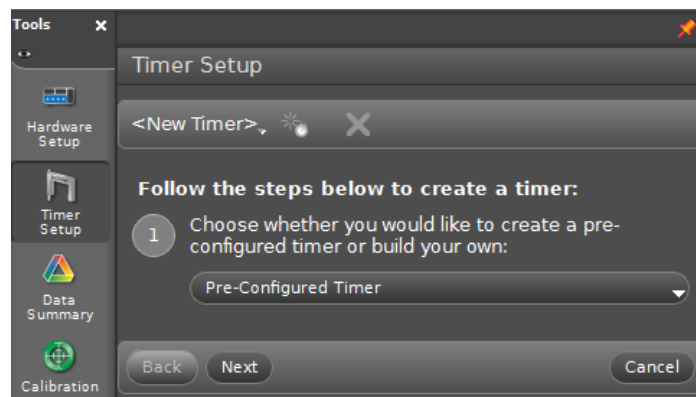 Tools
Hardware
Setup
Timer
Setup
Data
Summary
Calibration
Timer Setup
<New Timer>
Follow the steps below to create a timer:
1
Choose whether you would like to create a pre-
configured timer or build your own:
Pre-Configured Timer
Back
Next
Cancel